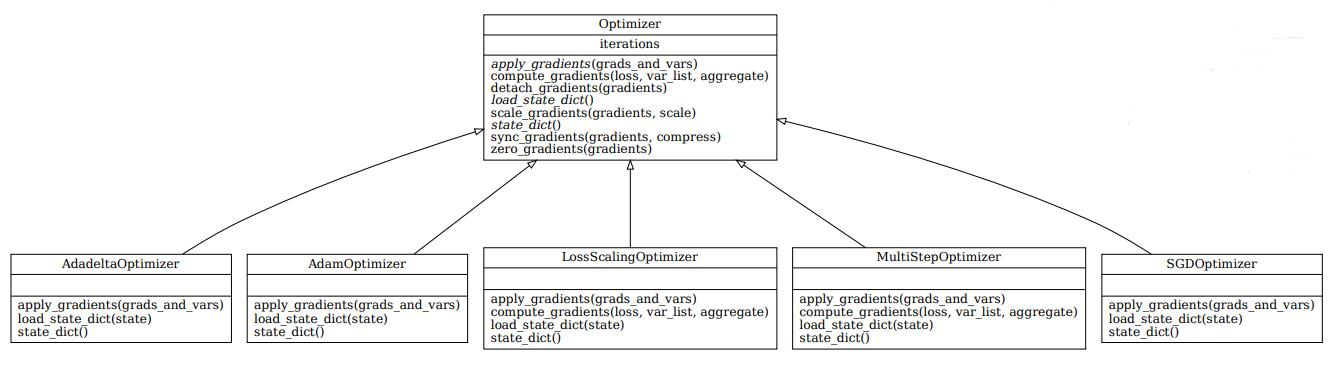 Optimizer
iterations
apply_gradients(grads_and_vars)
compute_gradients(loss, var_list, aggregate)
detach_gradients(gradients)
load_state_dict()
scale_gradients(gradients, scale)
state_dict()
sync_gradients(gradients, compress)
zero_gradients(gradients)
AdadeltaOptimizer
apply_gradients(grads_and_vars)
load_state_dict(state)
state_dict()
AdamOptimizer
apply_gradients(grads_and_vars)
load_state_dict(state)
state_dict()
LossScalingOptimizer
apply_gradients(grads_and_vars)
compute_gradients(loss, var_list, aggregate)
load_state_dict(state)
state_dict()
MultiStepOptimizer
apply_gradients(grads_and_vars)
compute_gradients(loss, var_list, aggregate)
load_state_dict(state)
state_dict()
SGDOptimizer
apply_gradients(grads_and_vars)
load_state_dict(state)
state_dict()